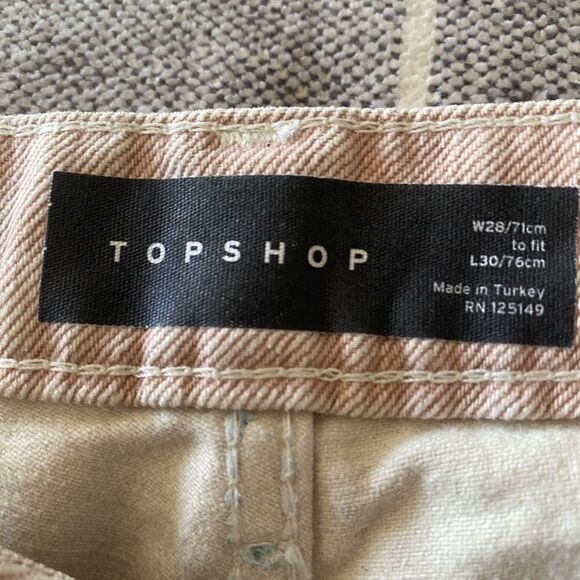 TOPSHOP
W28/71cm
to fit
L30/76cm
Made in Turkey
RN 125149